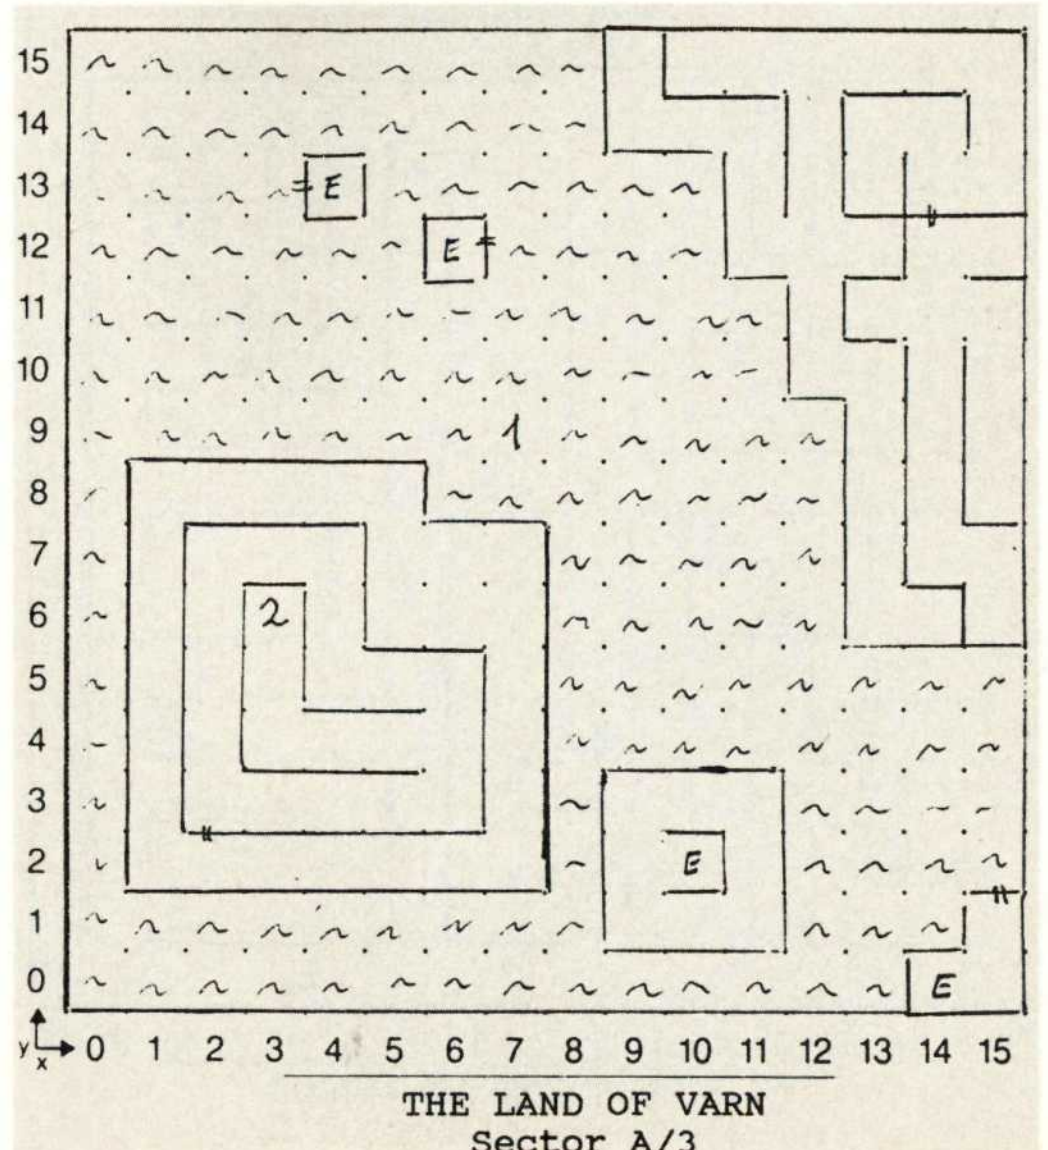 15
14
13 E
12 E
11
10
9 1
8
7
6 2
5
4
3
2 E
1
0 E
y x 0 1 2 3 4 5 6 7 8 9 10 11 12 13 14 15
THE LAND OF VARN
Sector A/3